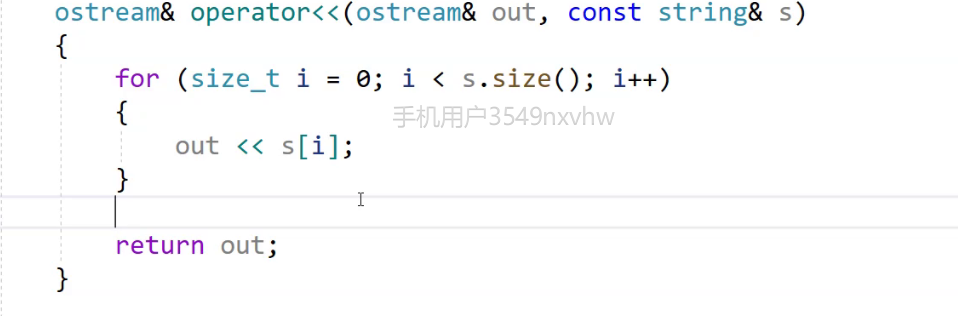 ostream& operator<<(ostream& out, const string& s)
{
for (size_t i = 0; i < s.size(); i++)
{
手机用户3549nxvhw
out << s[i];
}
return out;
}